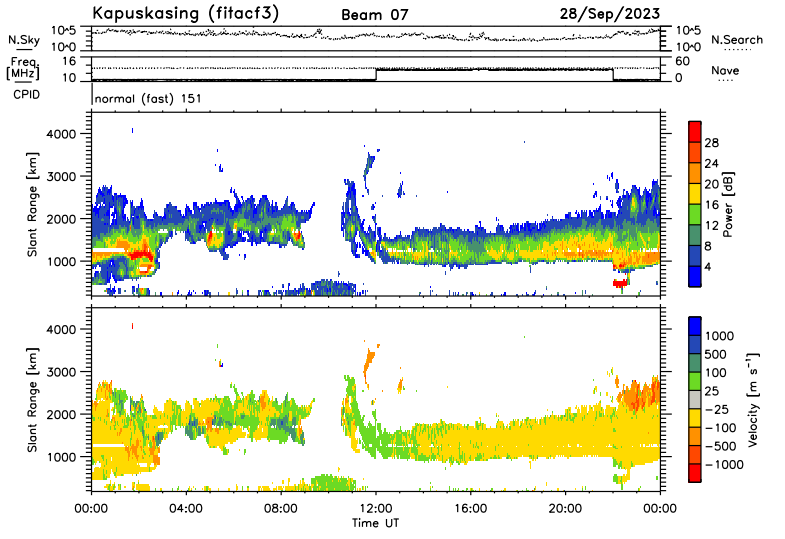 Kapuskasing (fitacf3) Beam 07 28/Sep/2023
N.Sky 10^5 10^0 10^5 10^0 N.Search
Freq. [MHz] 16 10 60 0 Nave
CPID normal (fast) 151
Slant Range [km] 4000 3000 2000 1000
Power [dB] 28 24 20 16 12 8 4
Slant Range [km] 4000 3000 2000 1000
Velocity [m s^-1] 1000 500 100 25 -25 -100 -500 -1000
00:00 04:00 08:00 12:00 16:00 20:00 00:00
Time UT